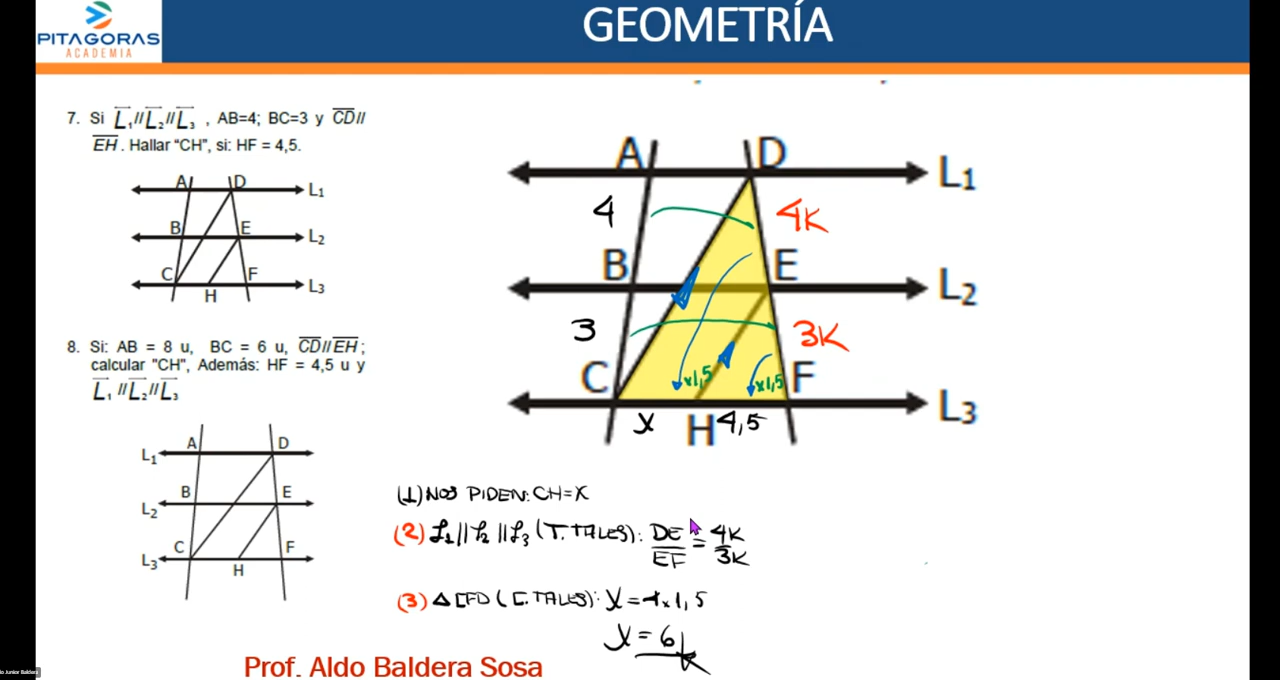 PITAGORAS
ACADEMIA
GEOMETRÍA
7. Si L₁//L₂//L₃ , AB=4; BC=3 y CD//
EH. Hallar “CH”, si: HF = 4,5.
A D L₁
B E L₂
C F L₃
H
8. Si: AB = 8 u, BC = 6 u, CD//EH;
calcular "CH", Además: HF = 4,5 u y
L₁ //L₂//L₃
A D
L₁
B E
L₂
C F
L₃
H
A D L₁
4 4K
B E L₂
3 3K
C x1,5 x1,5 F
L₃
x H 4,5
(1) NOS PIDEN: CH=X
(2) L₁//L₂//L₃ (T. TALES): DE/EF = 4K/3K
(3) Δ CFD (C. TALES): X=4x1,5
X=6
Prof. Aldo Baldera Sosa